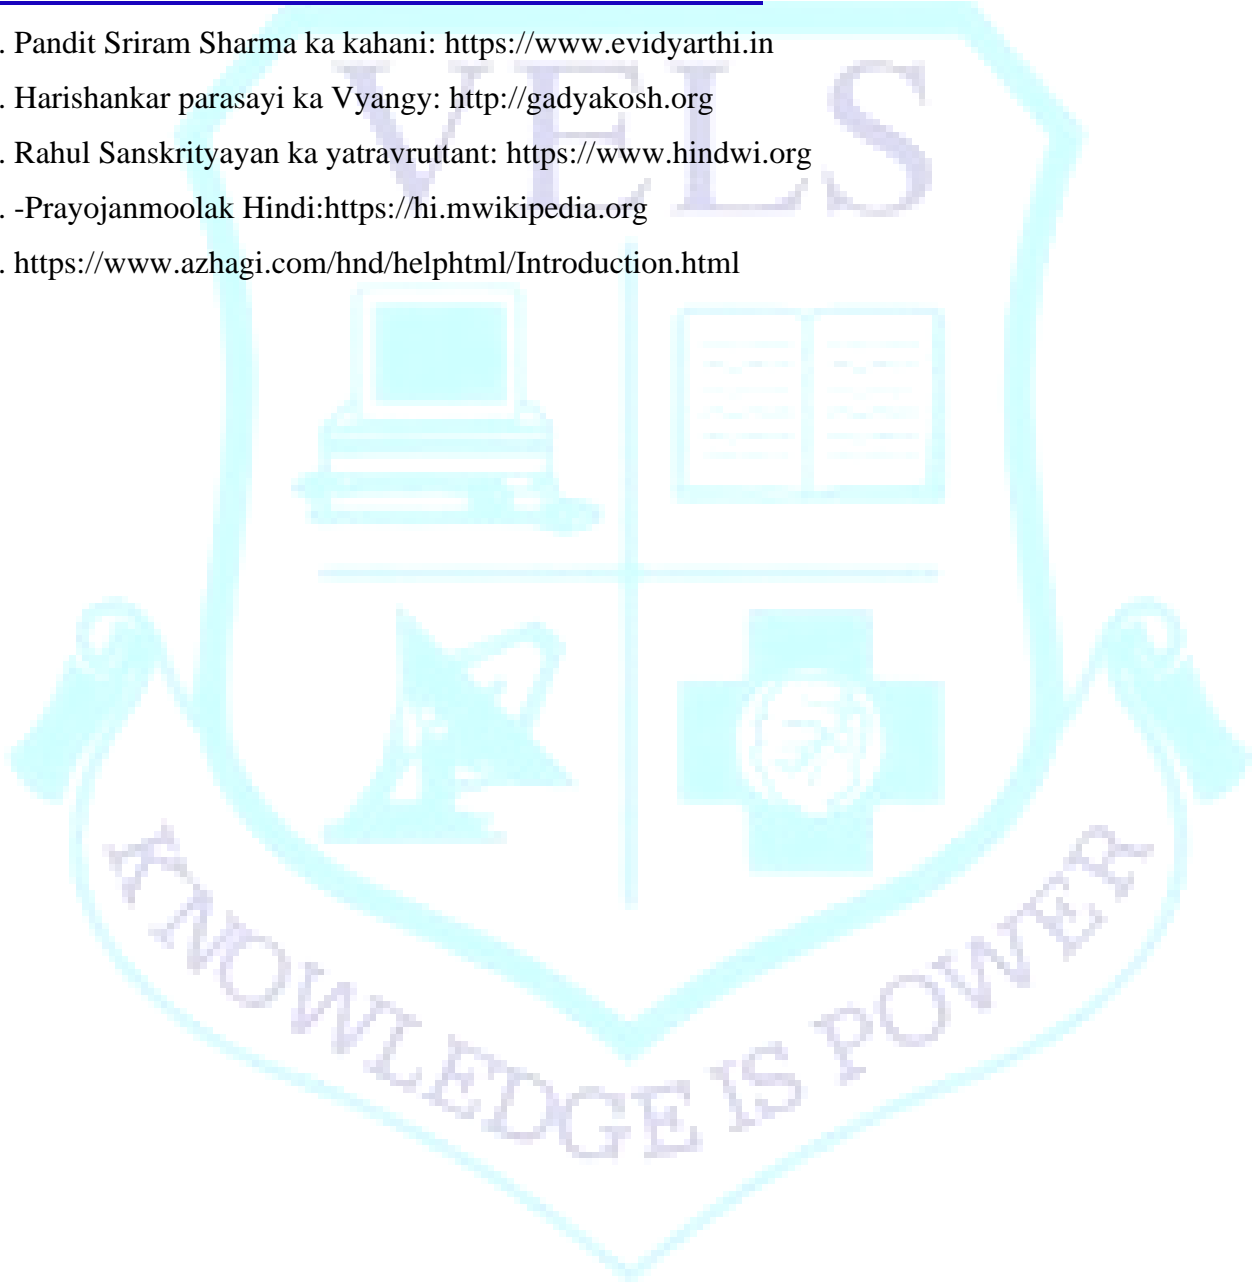 . Pandit Sriram Sharma ka kahani: https://www.evidyarthi.in
. Harishankar parasayi ka Vyangy: http://gadyakosh.org
. Rahul Sanskrityayan ka yatravruttant: https://www.hindwi.org
. -Prayojanmoolak Hindi:https://hi.mwikipedia.org
. https://www.azhagi.com/hnd/helphtml/Introduction.html
VELS
KNOWLEDGE IS POWER